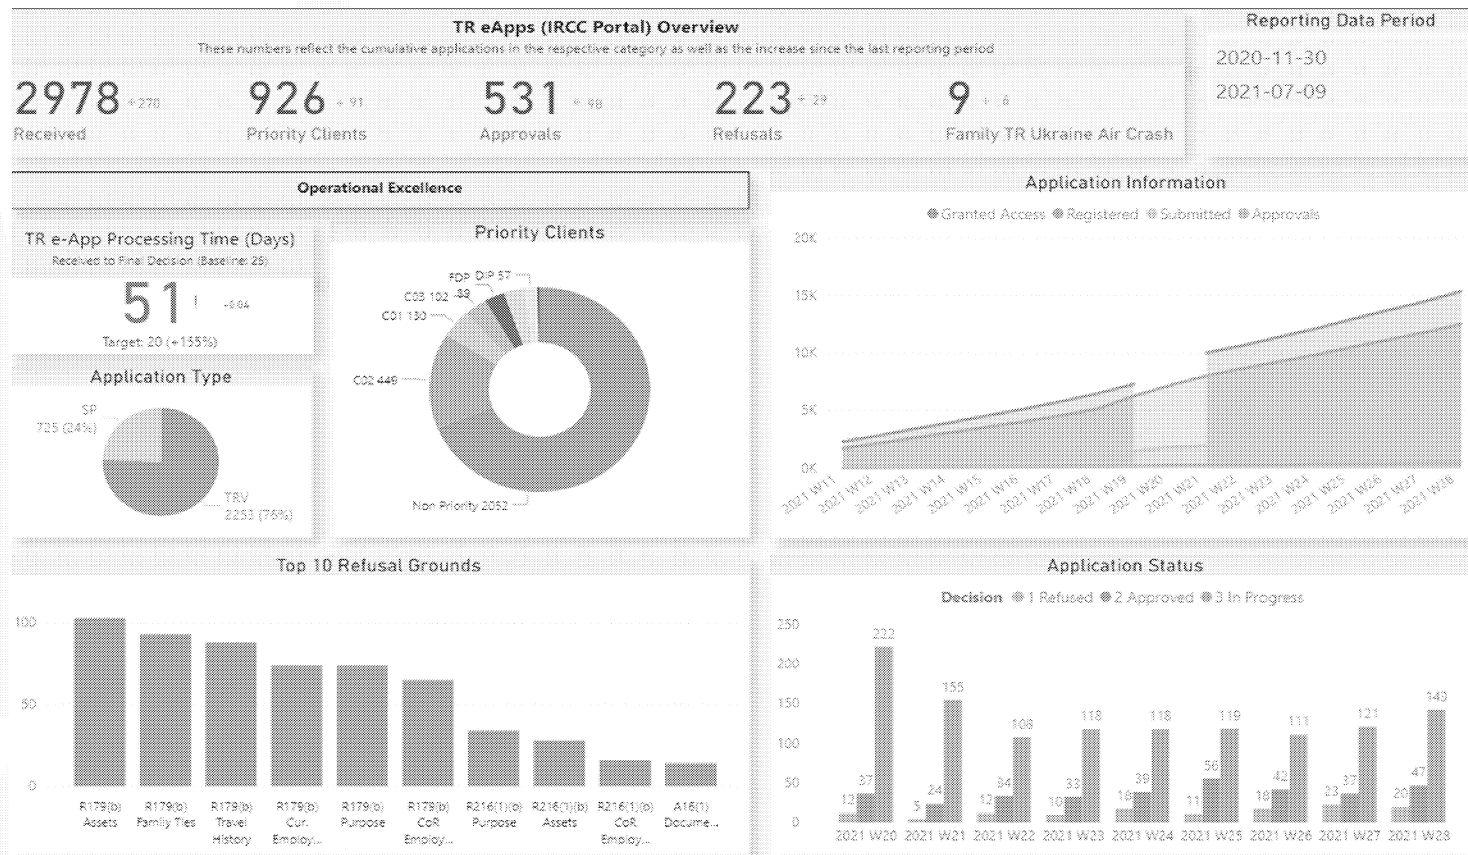 TR eApps (IRCC Portal) Overview
These numbers reflect the cumulative applications in the respective category as well as the increase since the last reporting period
2978 +270
Received
926 + 91
Priority Clients
531 + 98
Approvals
223 + 29
Refusals
9 + 6
Family TR Ukraine Air Crash
Reporting Data Period
2020-11-30
2021-07-09
Operational Excellence
TR e-App Processing Time (Days)
Received to Final Decision (Baseline: 25)
51 !
Target: 20 (+155%)
Application Type
SP
725 (24%)
TRV
2253 (76%)
Priority Clients
FDP
DIP 57
C03 102
C01 130
C02 449
Non Priority 2052
Application Information
Granted Access Registered Submitted Approvals
20K
15K
10K
5K
0K
2021 W11 2021 W12 2021 W13 2021 W14 2021 W15 2021 W16 2021 W17 2021 W18 2021 W19 2021 W20 2021 W21 2021 W22 2021 W23 2021 W24 2021 W25 2021 W26 2021 W27 2021 W28
Top 10 Refusal Grounds
100
50
0
R179(b) Assets
R179(b) Family Ties
R179(b) Travel History
R179(b) Cur. Employ...
R179(b) Purpose
R179(b) CoR Employ...
R216(1)(b) Purpose
R216(1)(b) Assets
R216(1)(b) CoR Employ...
A16(1) Docume...
Application Status
Decision 1 Refused 2 Approved 3 In Progress
250
200
150
100
50
0
12 37 222
5 24 155
12 34 108
10 33 118
18 39 118
11 56 119
18 42 111
23 37 121
20 47 143
2021 W20 2021 W21 2021 W22 2021 W23 2021 W24 2021 W25 2021 W26 2021 W27 2021 W28